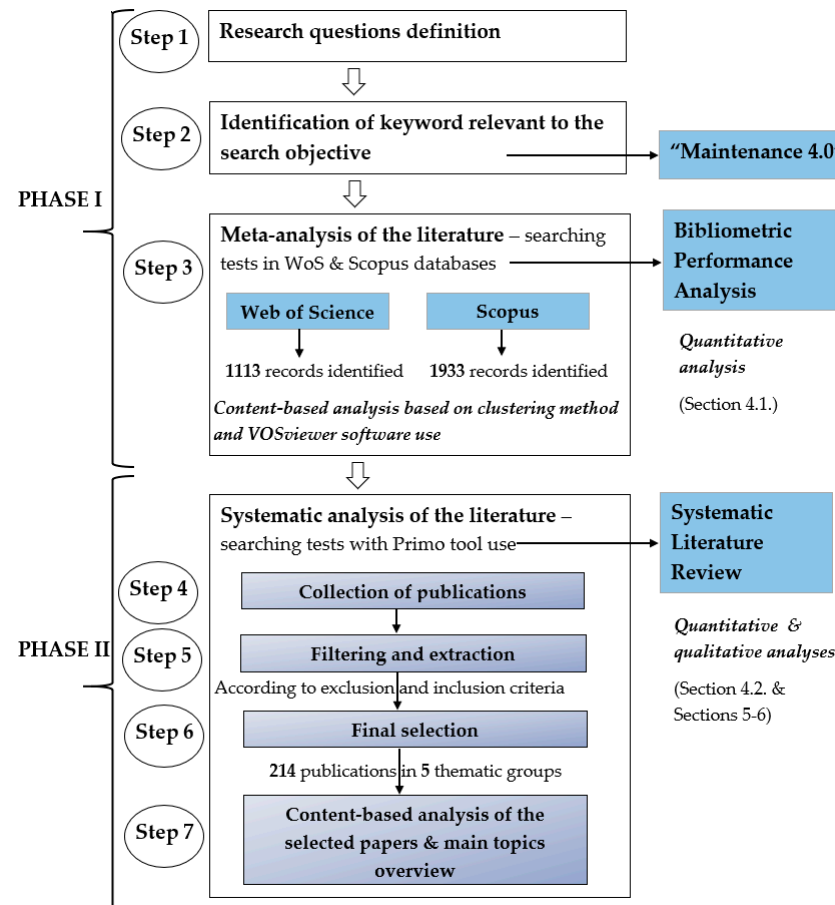 Step 1
Research questions definition
Step 2
Identification of keyword relevant to the
search objective
"Maintenance 4.0"
PHASE I
Step 3
Meta-analysis of the literature – searching
tests in WoS & Scopus databases
Bibliometric
Performance
Analysis
Web of Science
Scopus
1113 records identified
1933 records identified
Quantitative
analysis
(Section 4.1.)
Content-based analysis based on clustering method
and VOSviewer software use
PHASE II
Systematic analysis of the literature –
searching tests with Primo tool use
Systematic
Literature
Review
Step 4
Collection of publications
Step 5
Filtering and extraction
According to exclusion and inclusion criteria
Quantitative &
qualitative analyses
(Section 4.2. &
Sections 5-6)
Step 6
Final selection
214 publications in 5 thematic groups
Step 7
Content-based analysis of the
selected papers & main topics
overview